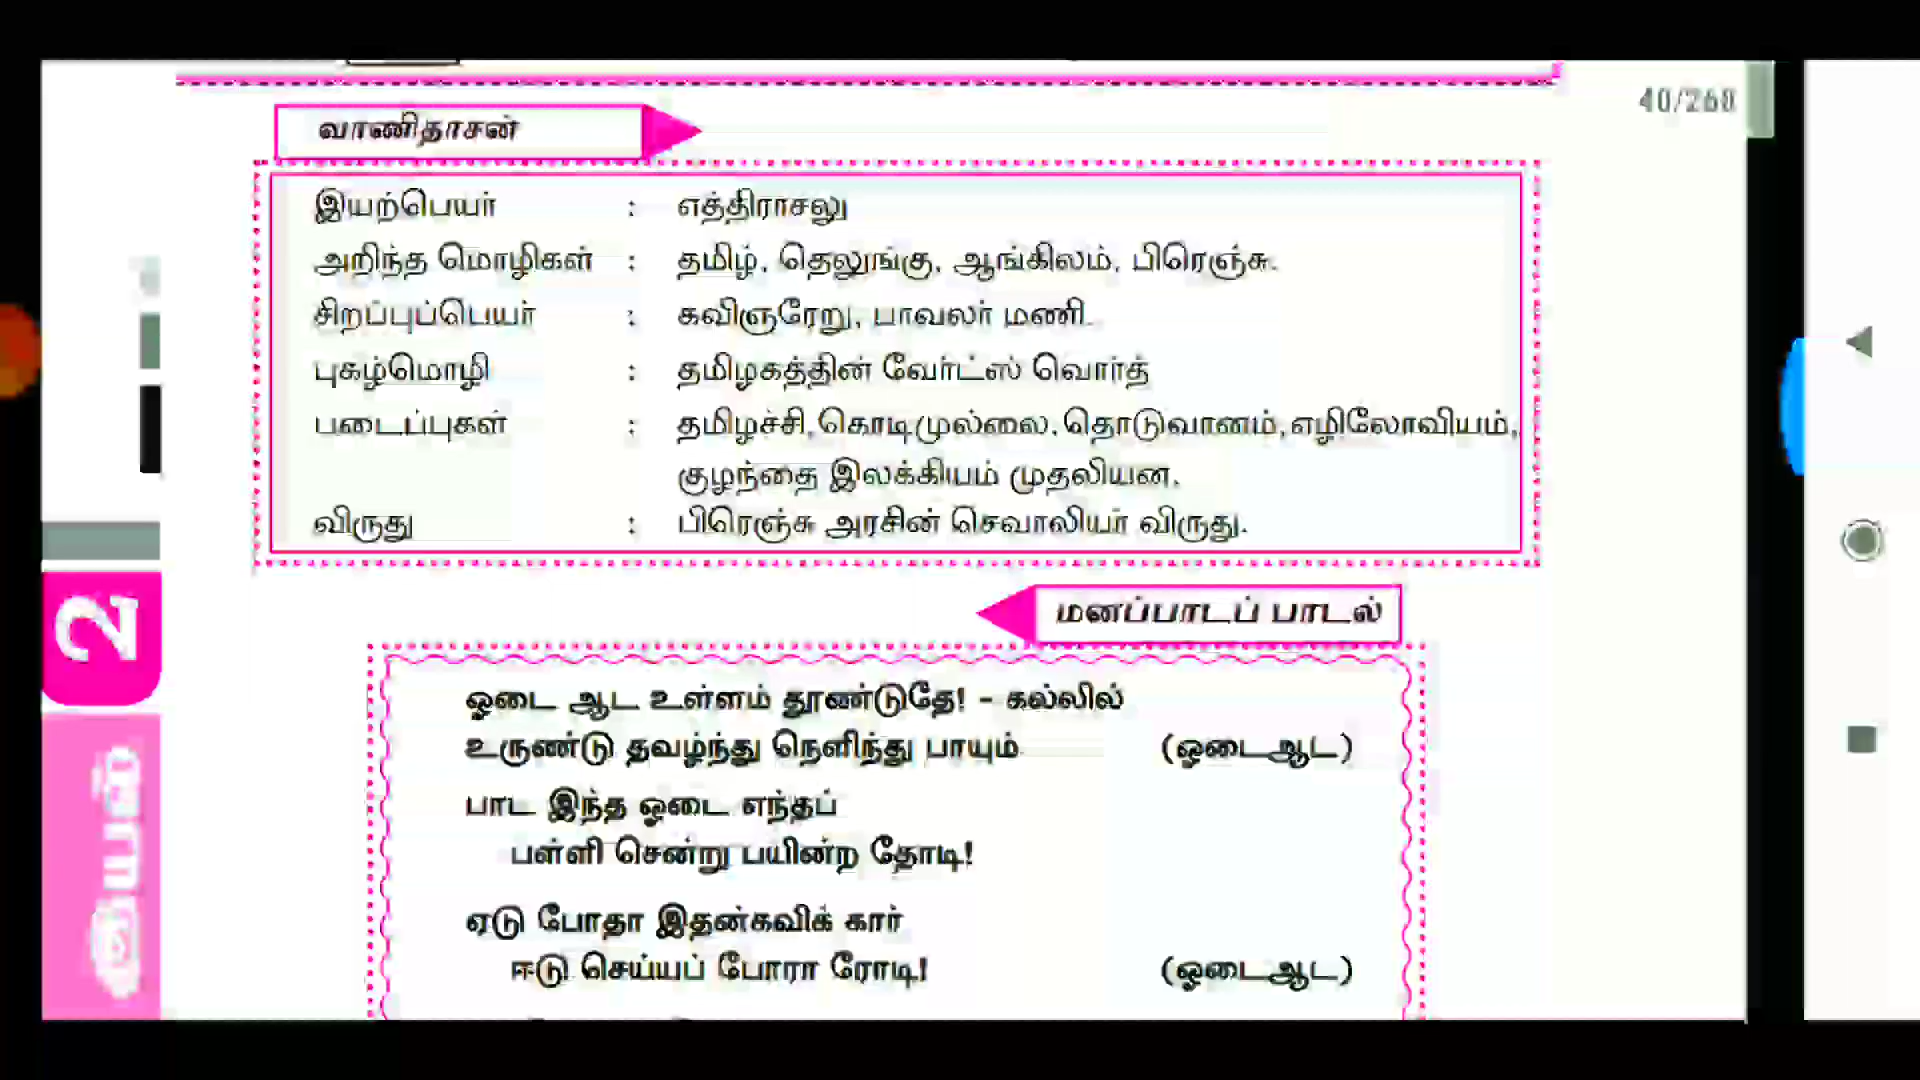 40/268
வாணிதாசன்
இயற்பெயர் : எத்திராசலு
அறிந்த மொழிகள் : தமிழ், தெலுங்கு, ஆங்கிலம், பிரெஞ்சு.
சிறப்புப்பெயர் : கவிஞரேறு, பாவலர் மணி.
புகழ்மொழி : தமிழகத்தின் வேர்ட்ஸ் வொர்த்
படைப்புகள் : தமிழச்சி,கொடிமுல்லை,தொடுவானம்,எழிலோவியம்,
குழந்தை இலக்கியம் முதலியன.
விருது : பிரெஞ்சு அரசின் செவாலியர் விருது.
2
இயல்
மனப்பாடப் பாடல்
ஓடை ஆட உள்ளம் தூண்டுதே! - கல்லில்
உருண்டு தவழ்ந்து நெளிந்து பாயும் (ஓடைஆட)
பாட இந்த ஓடை எந்தப்
பள்ளி சென்று பயின்ற தோடி!
ஏடு போதா இதன்கவிக் கார்
ஈடு செய்யப் போரா ரோடி! (ஓடைஆட)